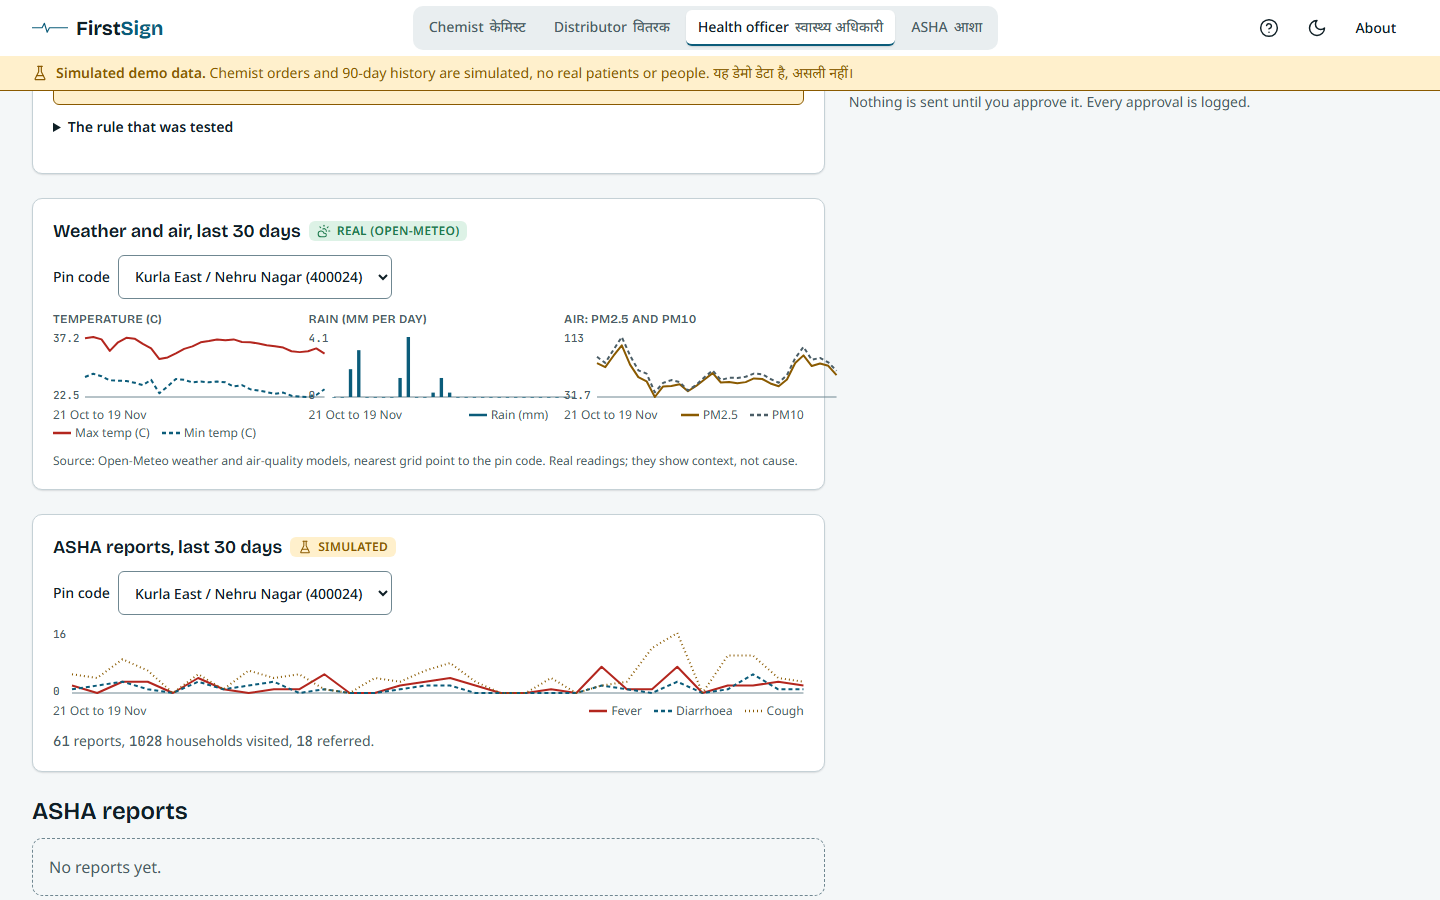 FirstSign
Chemist केमिस्ट
Distributor वितरक
Health officer स्वास्थ्य अधिकारी
ASHA आशा
About
Simulated demo data. Chemist orders and 90-day history are simulated, no real patients or people. यह डेमो डेटा है, असली नहीं।
Nothing is sent until you approve it. Every approval is logged.
The rule that was tested
Weather and air, last 30 days
REAL (OPEN-METEO)
Pin code
Kurla East / Nehru Nagar (400024)
TEMPERATURE (C)
37.2
22.5
21 Oct to 19 Nov
Max temp (C) Min temp (C)
RAIN (MM PER DAY)
4.1
0
21 Oct to 19 Nov
Rain (mm)
AIR: PM2.5 AND PM10
113
31.7
21 Oct to 19 Nov
PM2.5 PM10
Source: Open-Meteo weather and air-quality models, nearest grid point to the pin code. Real readings; they show context, not cause.
ASHA reports, last 30 days
SIMULATED
Pin code
Kurla East / Nehru Nagar (400024)
16
0
21 Oct to 19 Nov
Fever Diarrhoea Cough
61 reports, 1028 households visited, 18 referred.
ASHA reports
No reports yet.